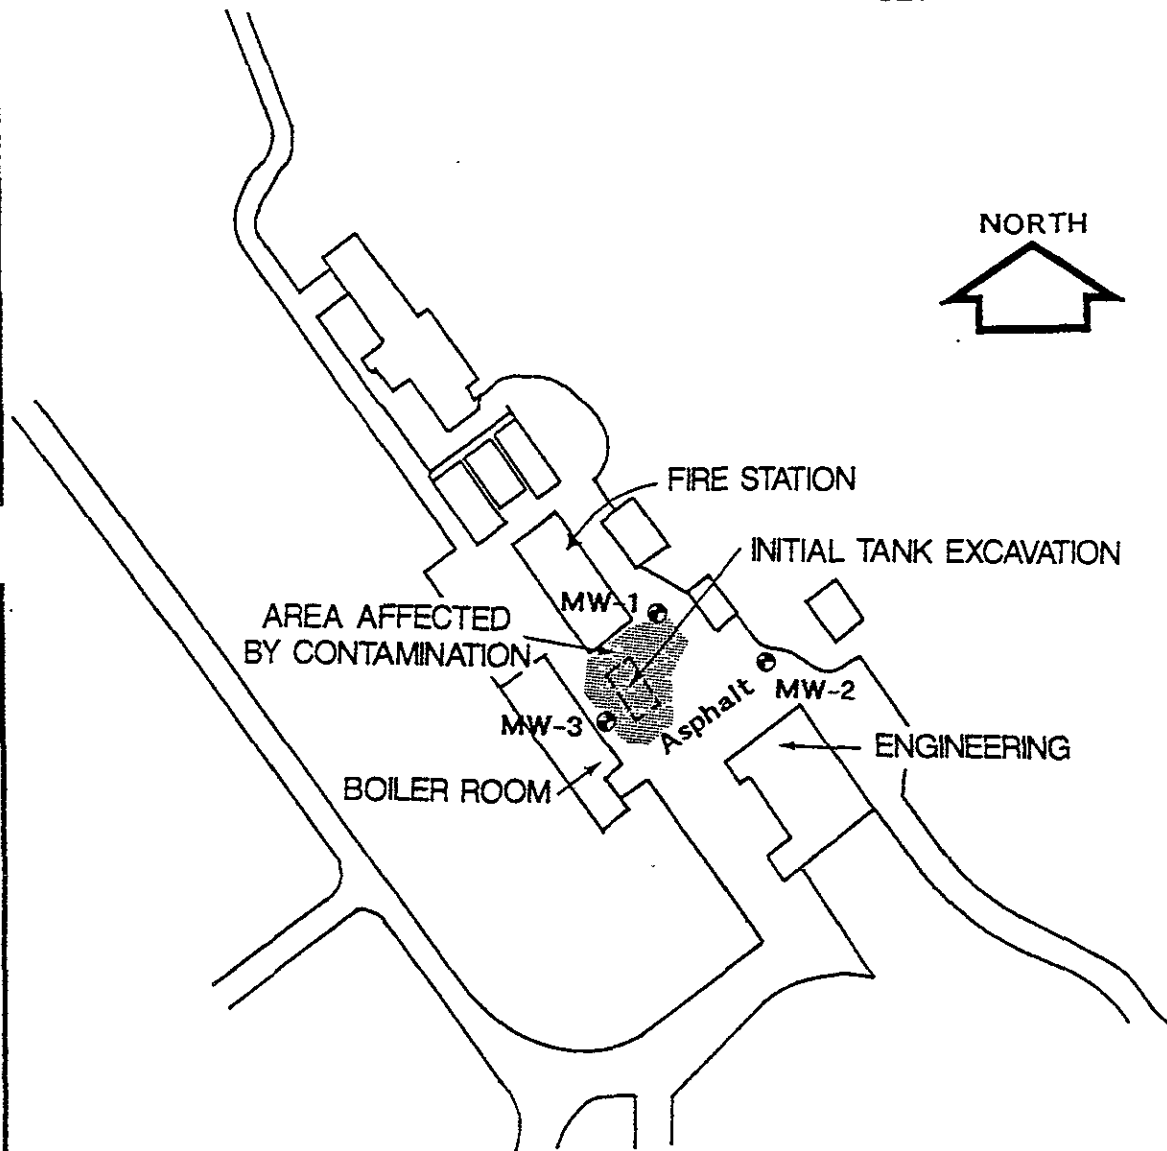 NORTH
FIRE STATION
INITIAL TANK EXCAVATION
MW-1
AREA AFFECTED
BY CONTAMINATION
MW-2
Asphalt
MW-3
ENGINEERING
BOILER ROOM